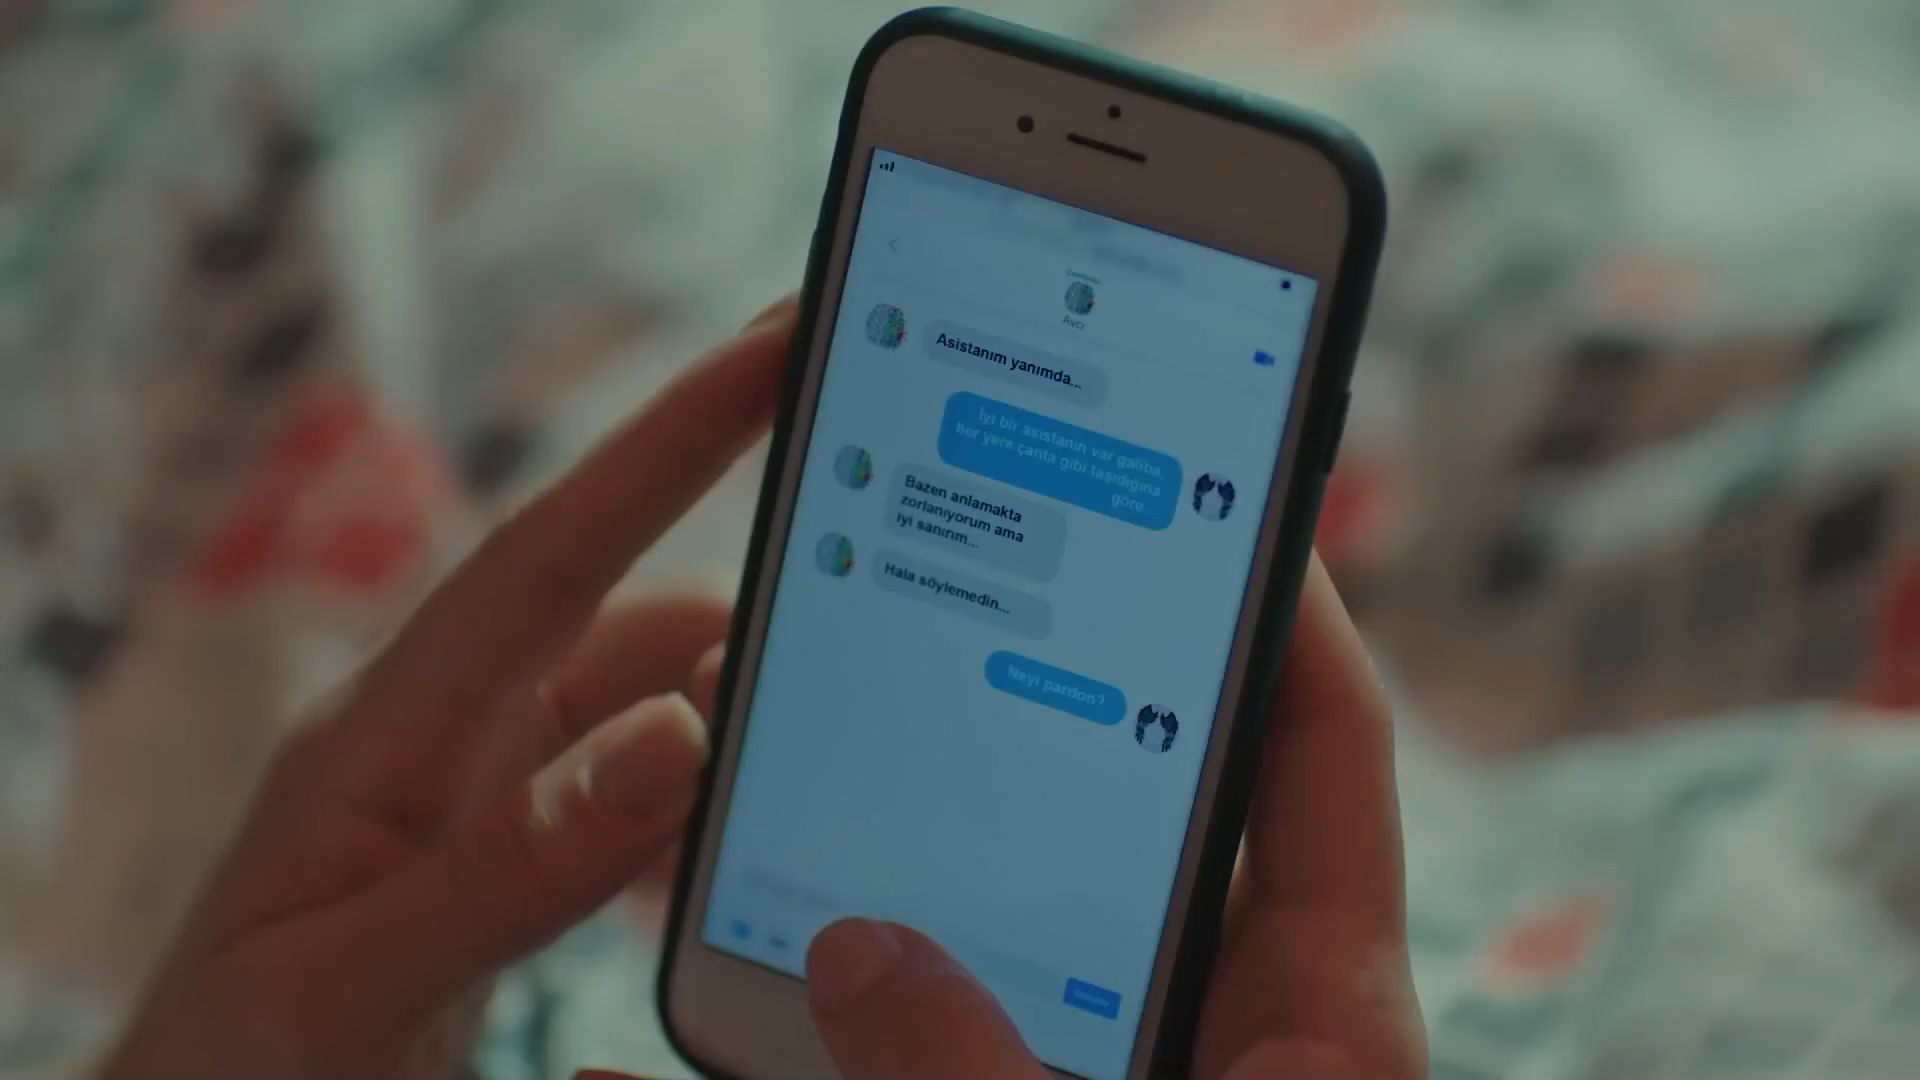 Avcı
Asistanım yanımda...
İyi bir asistanın var galiba,
her yere çanta gibi taşıdığına
göre..
Bazen anlamakta
zorlanıyorum ama
iyi sanırım...
Hala söylemedin...
Neyi pardon?